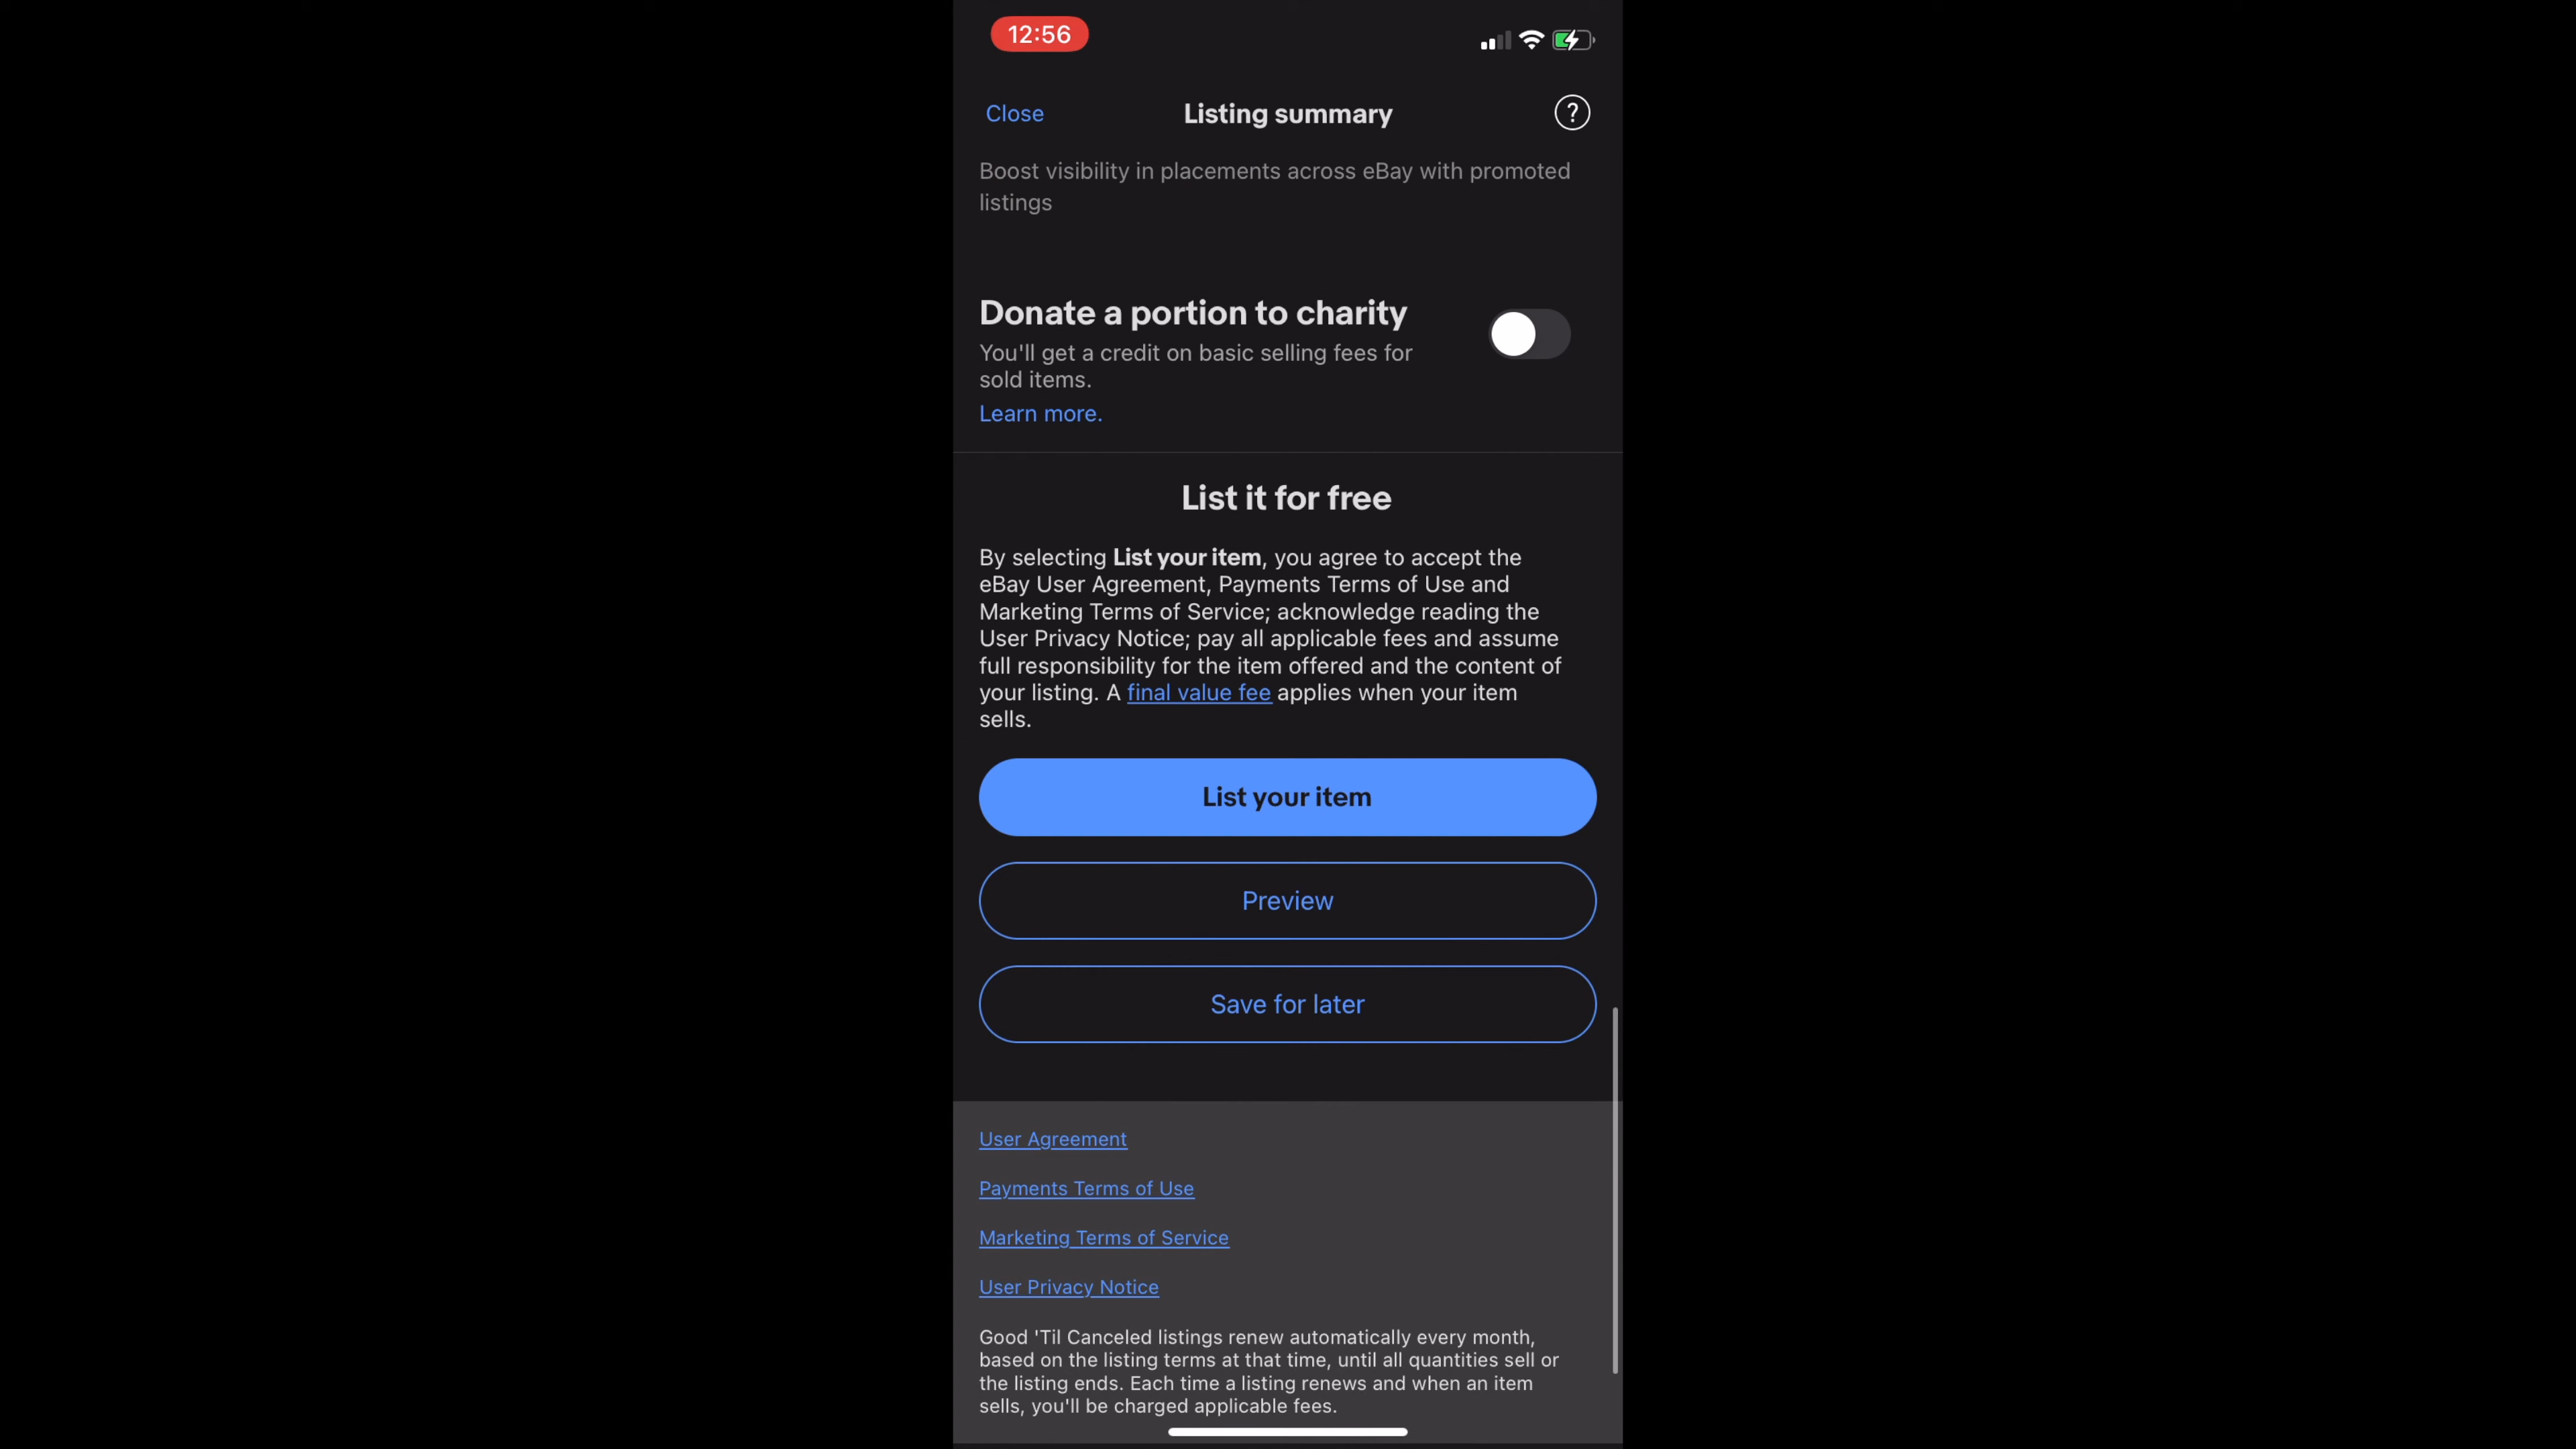 12:56
Close
Listing summary
?
Boost visibility in placements across eBay with promoted
listings
Donate a portion to charity
You'll get a credit on basic selling fees for
sold items.
Learn more.
List it for free
By selecting List your item, you agree to accept the
eBay User Agreement, Payments Terms of Use and
Marketing Terms of Service; acknowledge reading the
User Privacy Notice; pay all applicable fees and assume
full responsibility for the item offered and the content of
your listing. A final value fee applies when your item
sells.
List your item
Preview
Save for later
User Agreement
Payments Terms of Use
Marketing Terms of Service
User Privacy Notice
Good 'Til Canceled listings renew automatically every month,
based on the listing terms at that time, until all quantities sell or
the listing ends. Each time a listing renews and when an item
sells, you'll be charged applicable fees.